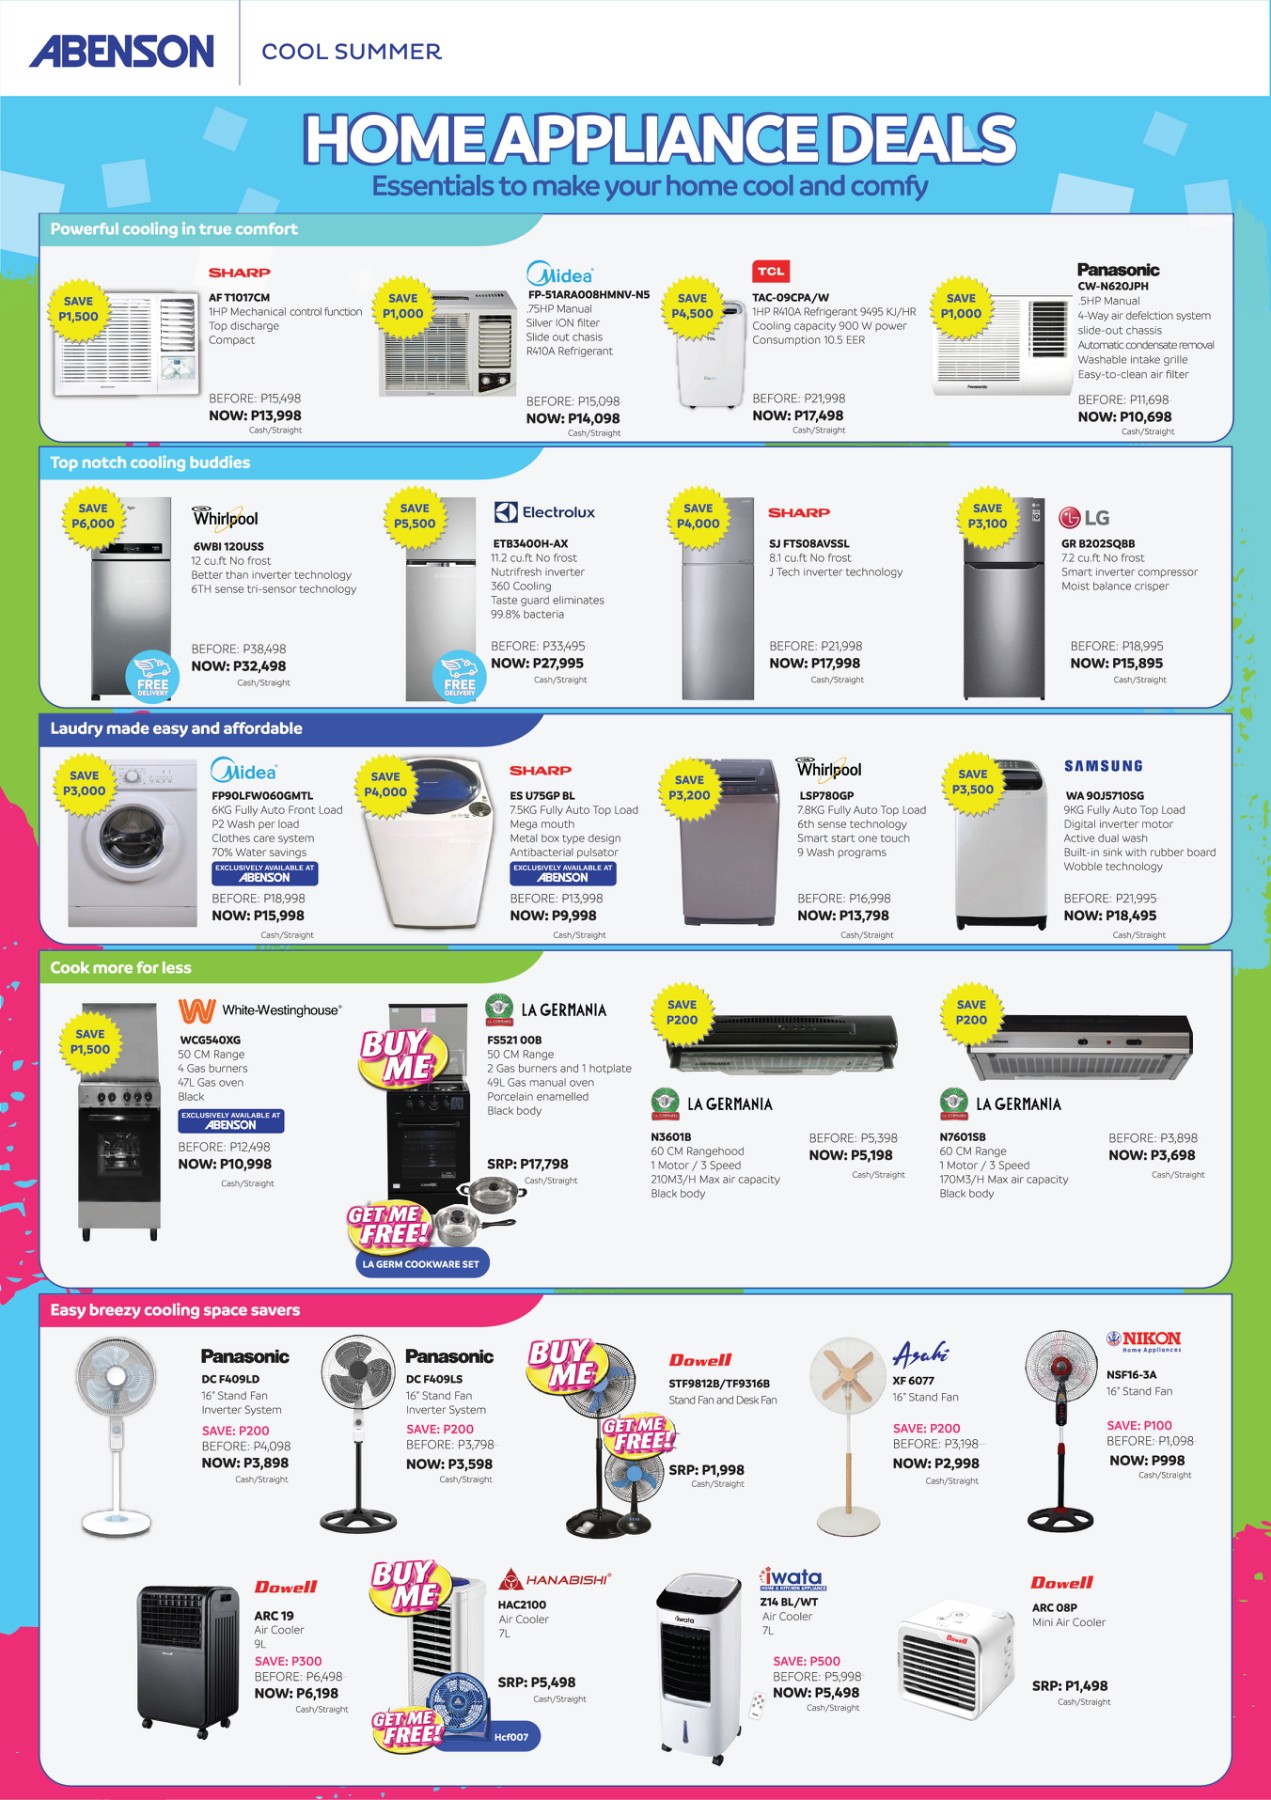 ABENSON
COOL SUMMER
HOME APPLIANCE DEALS
Essentials to make your home cool and comfy
Powerful cooling in true comfort
SAVE
P1,500
SHARP
AF T1017CM
1HP Mechanical control function
Top discharge
Compact
BEFORE: P15,498
NOW: P13,998
Cash/Straight
SAVE
P1,000
Midea
FP-51ARA008HMNV-N5
.75HP Manual
Silver ION filter
Slide out chasis
R410A Refrigerant
BEFORE: P15,098
NOW: P14,098
Cash/Straight
SAVE
P4,500
TCL
TAC-09CPA/W
1HP R410A Refrigerant 9495 KJ/HR
Cooling capacity 900 W power
Consumption 10.5 EER
BEFORE: P21,998
NOW: P17,498
Cash/Straight
SAVE
P1,000
Panasonic
Panasonic
CW-N620JPH
.5HP Manual
4-Way air defelction system
slide-out chassis
Automatic condensate removal
Washable intake grille
Easy-to-clean air filter
BEFORE: P11,698
NOW: P10,698
Cash/Straight
Top notch cooling buddies
SAVE
P6,000
FREE
DELIVERY
Whirlpool
6WBI 120USS
12 cu.ft No frost
Better than inverter technology
6TH sense tri-sensor technology
BEFORE: P38,498
NOW: P32,498
Cash/Straight
SAVE
P5,500
FREE
DELIVERY
Electrolux
ETB3400H-AX
11.2 cu.ft No frost
Nutrifresh inverter
360 Cooling
Taste guard eliminates
99.8% bacteria
BEFORE: P33,495
NOW: P27,995
Cash/Straight
SAVE
P4,000
SHARP
SJ FTS08AVSSL
8.1 cu.ft No frost
J Tech inverter technology
BEFORE: P21,998
NOW: P17,998
Cash/Straight
SAVE
P3,100
LG
GR B202SQBB
7.2 cu.ft No frost
Smart inverter compressor
Moist balance crisper
BEFORE: P18,995
NOW: P15,895
Cash/Straight
Laudry made easy and affordable
SAVE
P3,000
Midea
FP90LFW060GMTL
6KG Fully Auto Front Load
P2 Wash per load
Clothes care system
70% Water savings
EXCLUSIVELY AVAILABLE AT
ABENSON
BEFORE: P18,998
NOW: P15,998
Cash/Straight
SAVE
P4,000
SHARP
ES U75GP BL
7.5KG Fully Auto Top Load
Mega mouth
Metal box type design
Antibacterial pulsator
EXCLUSIVELY AVAILABLE AT
ABENSON
BEFORE: P13,998
NOW: P9,998
Cash/Straight
SAVE
P3,200
Whirlpool
LSP780GP
7.8KG Fully Auto Top Load
6th sense technology
Smart start one touch
9 Wash programs
BEFORE: P16,998
NOW: P13,798
Cash/Straight
SAVE
P3,500
SAMSUNG
WA 90J5710SG
9KG Fully Auto Top Load
Digital inverter motor
Active dual wash
Built-in sink with rubber board
Wobble technology
BEFORE: P21,995
NOW: P18,495
Cash/Straight
Cook more for less
SAVE
P1,500
White-Westinghouse
WCG540XG
50 CM Range
4 Gas burners
47L Gas oven
Black
EXCLUSIVELY AVAILABLE AT
ABENSON
BEFORE: P12,498
NOW: P10,998
Cash/Straight
BUY
ME
GET ME
FREE!
LA GERM COOKWARE SET
LA GERMANIA
FS521 00B
50 CM Range
2 Gas burners and 1 hotplate
49L Gas manual oven
Porcelain enamelled
Black body
SRP: P17,798
Cash/Straight
SAVE
P200
LA GERMANIA
N3601B
60 CM Rangehood
1 Motor / 3 Speed
210M3/H Max air capacity
Black body
BEFORE: P5,398
NOW: P5,198
Cash/Straight
SAVE
P200
LA GERMANIA
N7601SB
60 CM Range
1 Motor / 3 Speed
170M3/H Max air capacity
Black body
BEFORE: P3,898
NOW: P3,698
Cash/Straight
Easy breezy cooling space savers
Panasonic
DC F409LD
16" Stand Fan
Inverter System
SAVE: P200
BEFORE: P4,098
NOW: P3,898
Cash/Straight
Panasonic
DC F409LS
16" Stand Fan
Inverter System
SAVE: P200
BEFORE: P3,798
NOW: P3,598
Cash/Straight
BUY
ME
GET ME
FREE!
Dowell
STF9812B/TF9316B
Stand Fan and Desk Fan
SRP: P1,998
Cash/Straight
Asahi
XF 6077
16" Stand Fan
SAVE: P200
BEFORE: P3,198
NOW: P2,998
Cash/Straight
NIKON
Home Appliances
NSF16-3A
16" Stand Fan
SAVE: P100
BEFORE: P1,098
NOW: P998
Cash/Straight
Dowell
ARC 19
Air Cooler
9L
SAVE: P300
BEFORE: P6,498
NOW: P6,198
Cash/Straight
BUY
ME
GET ME
FREE!
Hcf007
HANABISHI
HAC2100
Air Cooler
7L
SRP: P5,498
Cash/Straight
iwata
iwata
HOME & KITCHEN APPLIANCE
Z14 BL/WT
Air Cooler
7L
SAVE: P500
BEFORE: P5,998
NOW: P5,498
Cash/Straight
Dowell
Dowell
ARC 08P
Mini Air Cooler
SRP: P1,498
Cash/Straight